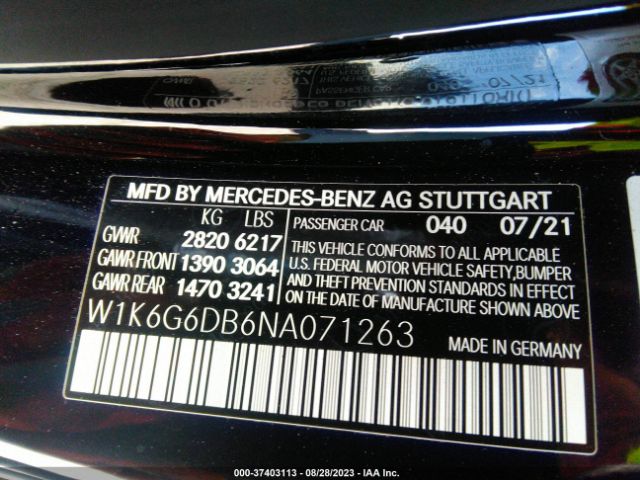 MFD BY MERCEDES-BENZ AG STUTTGART
KG LBS
PASSENGER CAR 040 07/21
GVWR 2820 6217
GAWR FRONT 1390 3064
GAWR REAR 1470 3241
THIS VEHICLE CONFORMS TO ALL APPLICABLE
U.S. FEDERAL MOTOR VEHICLE SAFETY,BUMPER
AND THEFT PREVENTION STANDARDS IN EFFECT
ON THE DATE OF MANUFACTURE SHOWN ABOVE
W1K6G6DB6NA071263
MADE IN GERMANY
000-37403113 - 08/28/2023 - IAA Inc.